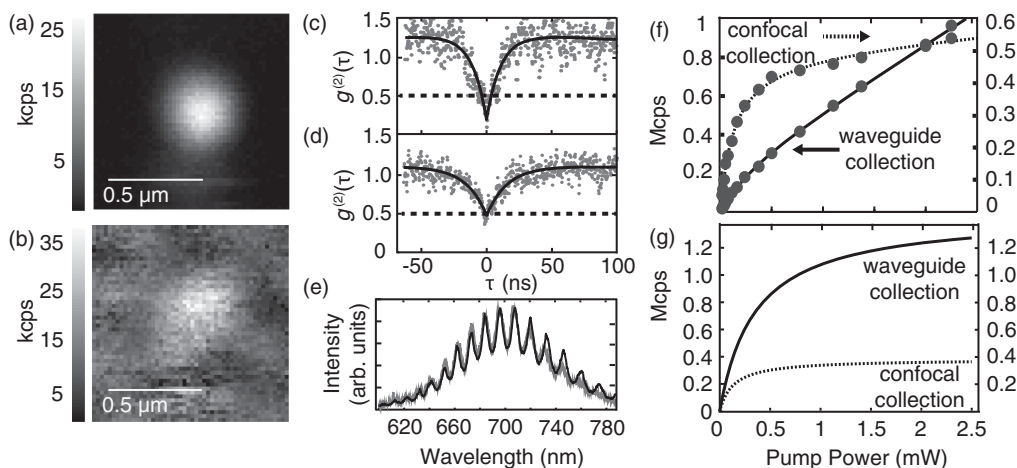 (a)
25
15
5
kcps
0.5 µm
(b)
35
25
15
5
kcps
0.5 µm
(c)
1.5
1.0
0.5
g(2)(τ)
(d)
1.5
1.0
0.5
0
g(2)(τ)
-50 0 50 100
τ (ns)
(e)
Intensity
(arb. units)
620 660 700 740 780
Wavelength (nm)
(f)
1
0.8
0.6
0.4
0.2
Mcps
0.6
0.5
0.4
0.3
0.2
0.1
0
confocal
collection
waveguide
collection
(g)
1.2
1.0
0.8
0.6
0.4
0.2
0
Mcps
1.2
1.0
0.8
0.6
0.4
0.2
waveguide
collection
confocal
collection
0 0.5 1 1.5 2 2.5
Pump Power (mW)